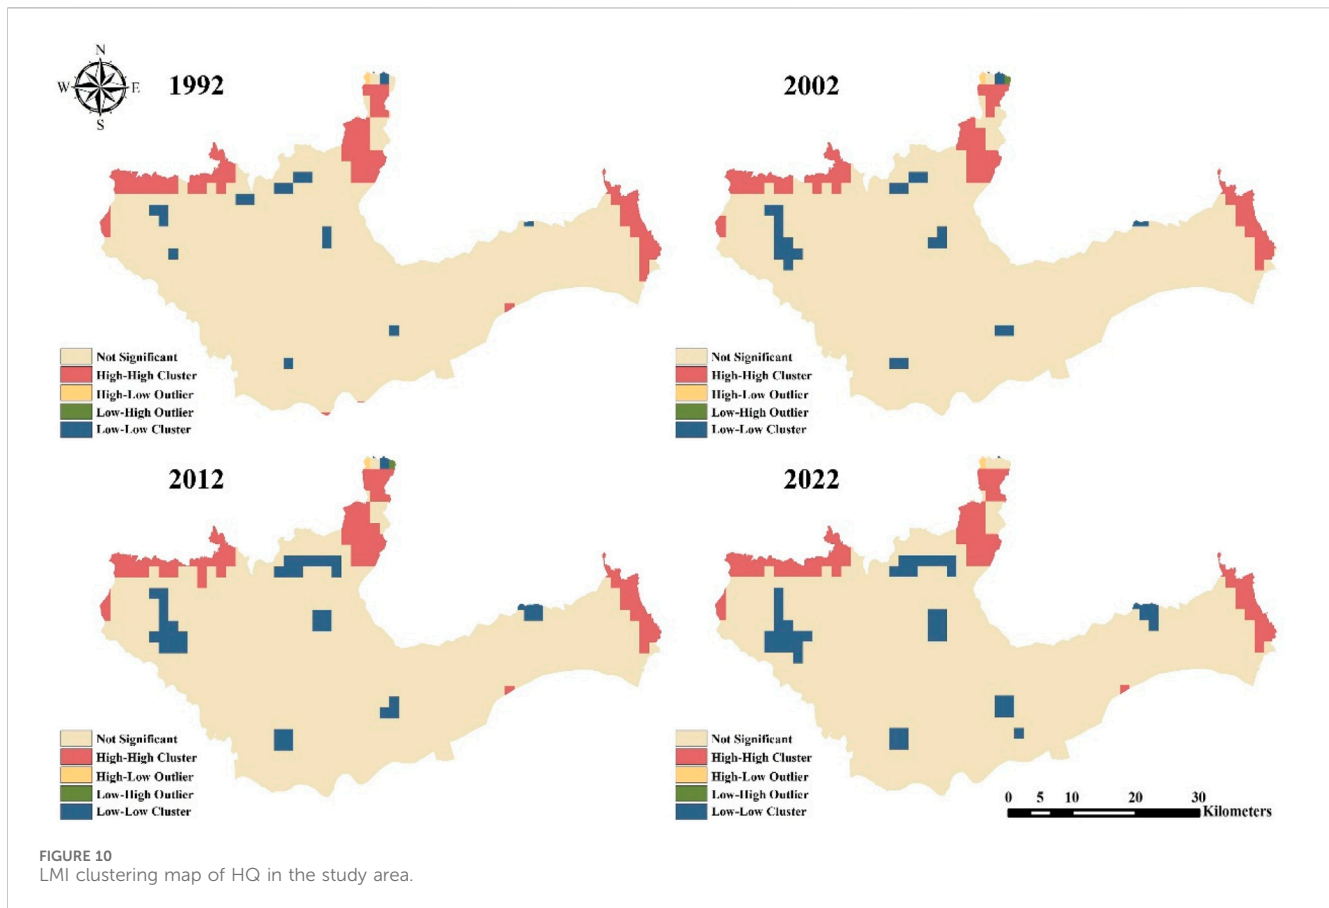 N
W E
S
1992
2002
Not Significant
High-High Cluster
High-Low Outlier
Low-High Outlier
Low-Low Cluster
Not Significant
High-High Cluster
High-Low Outlier
Low-High Outlier
Low-Low Cluster
2012
2022
Not Significant
High-High Cluster
High-Low Outlier
Low-High Outlier
Low-Low Cluster
Not Significant
High-High Cluster
High-Low Outlier
Low-High Outlier
Low-Low Cluster
0 5 10 20 30
Kilometers
FIGURE 10
LMI clustering map of HQ in the study area.